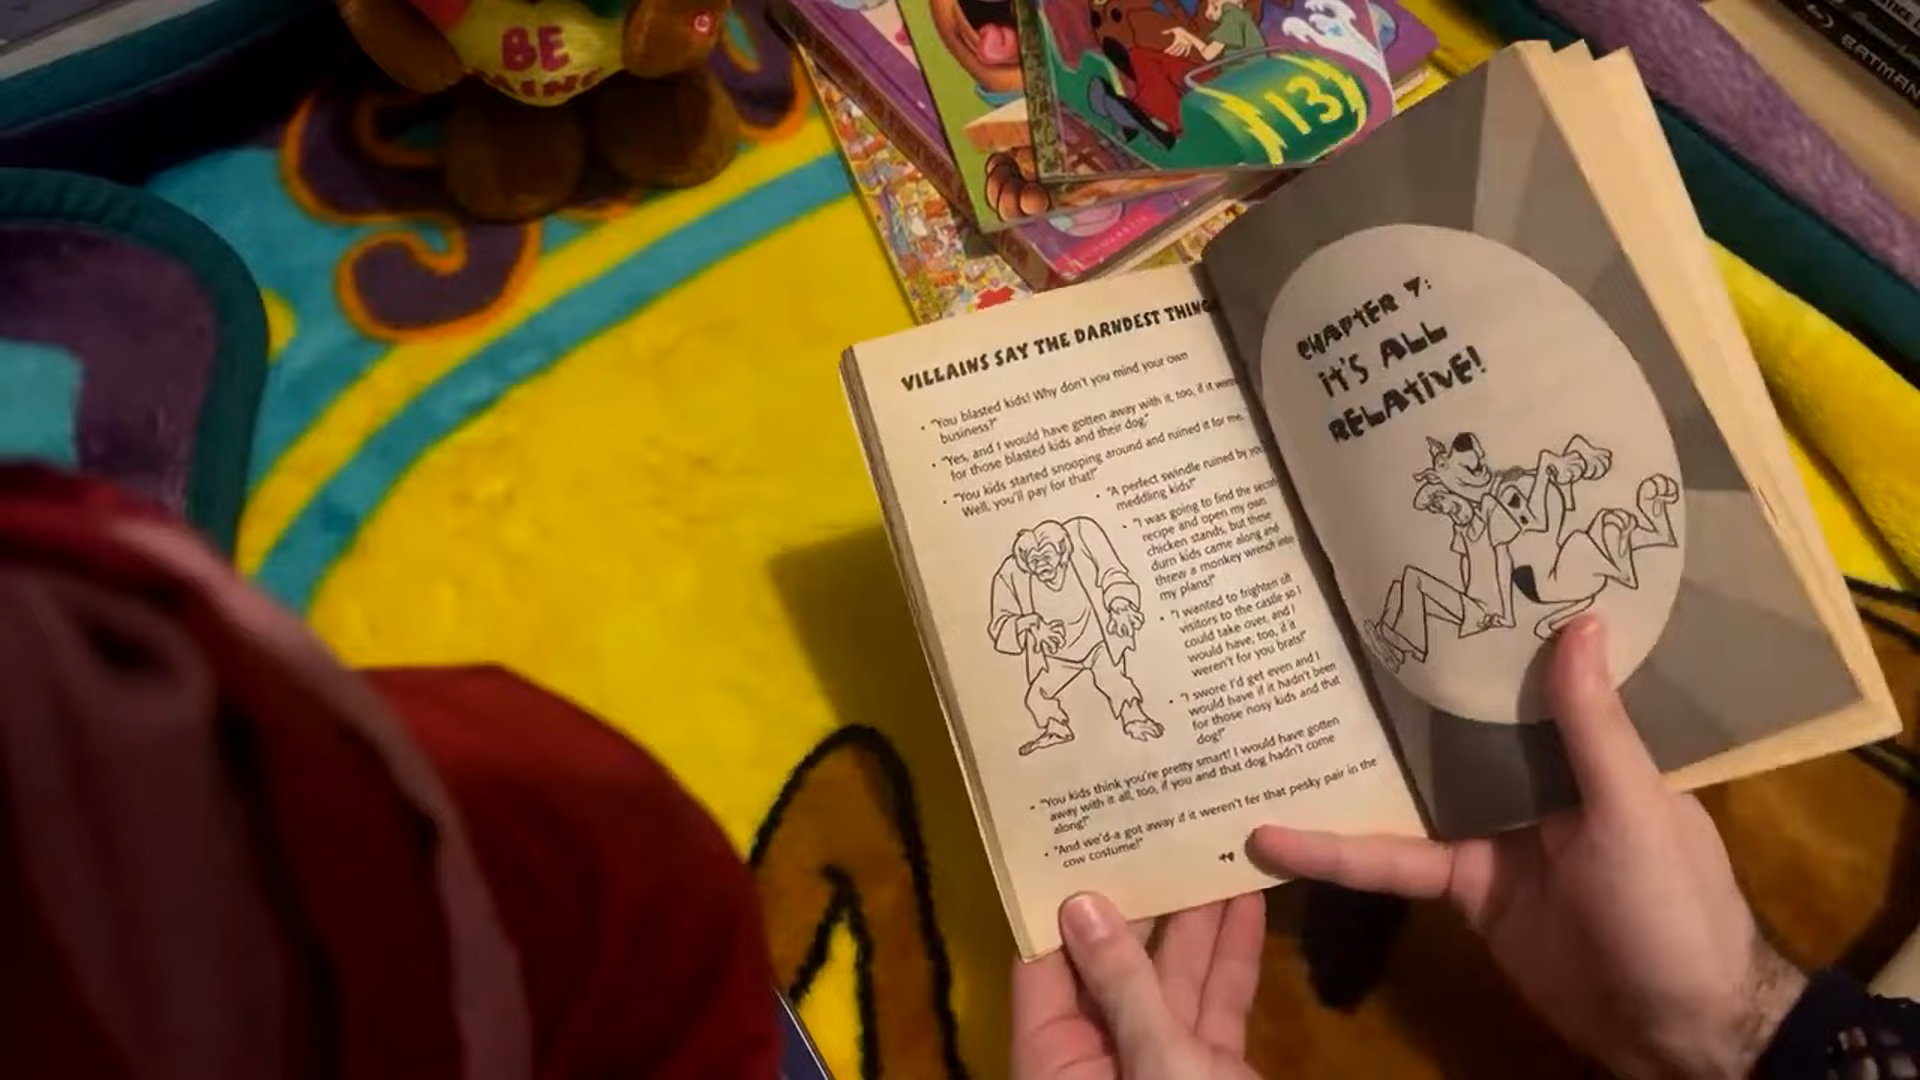 BE
MINE
13
BATMAN
VILLAINS SAY THE DARNDEST THING
• "You blasted kids! Why don't you mind your own
business?"
• "Yes, and I would have gotten away with it, too, if it were
for those blasted kids and their dog."
• "You kids started snooping around and ruined it for me.
Well, you'll pay for that!"
• "A perfect swindle ruined by you
meddling kids!"
• "I was going to find the secret
recipe and open my own
chicken stands, but these
durn kids came along and
threw a monkey wrench into
my plans!"
• "I wanted to frighten off
visitors to the castle so I
could take over, and I
would have, too, if it
weren't for you brats!"
• "I swore I'd get even and I
would have if it hadn't been
for those nosy kids and that
dog!"
• "You kids think you're pretty smart! I would have gotten
away with it all, too, if you and that dog hadn't come
along!"
• "And we'd-a got away if it weren't fer that pesky pair in the
cow costume!"
CHAPTER 7:
IT'S ALL
RELATIVE!